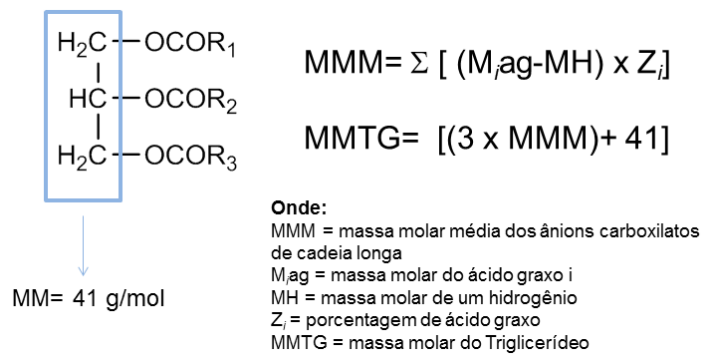 H₂C—OCOR₁
HC—OCOR₂
H₂C—OCOR₃
MM= 41 g/mol
MMM= Σ [ (Mᵢag-MH) x Zᵢ]
MMTG= [(3 x MMM)+ 41]
Onde:
MMM = massa molar média dos ânions carboxilatos
de cadeia longa
Mᵢag = massa molar do ácido graxo i
MH = massa molar de um hidrogênio
Zᵢ = porcentagem de ácido graxo
MMTG = massa molar do Triglicerídeo